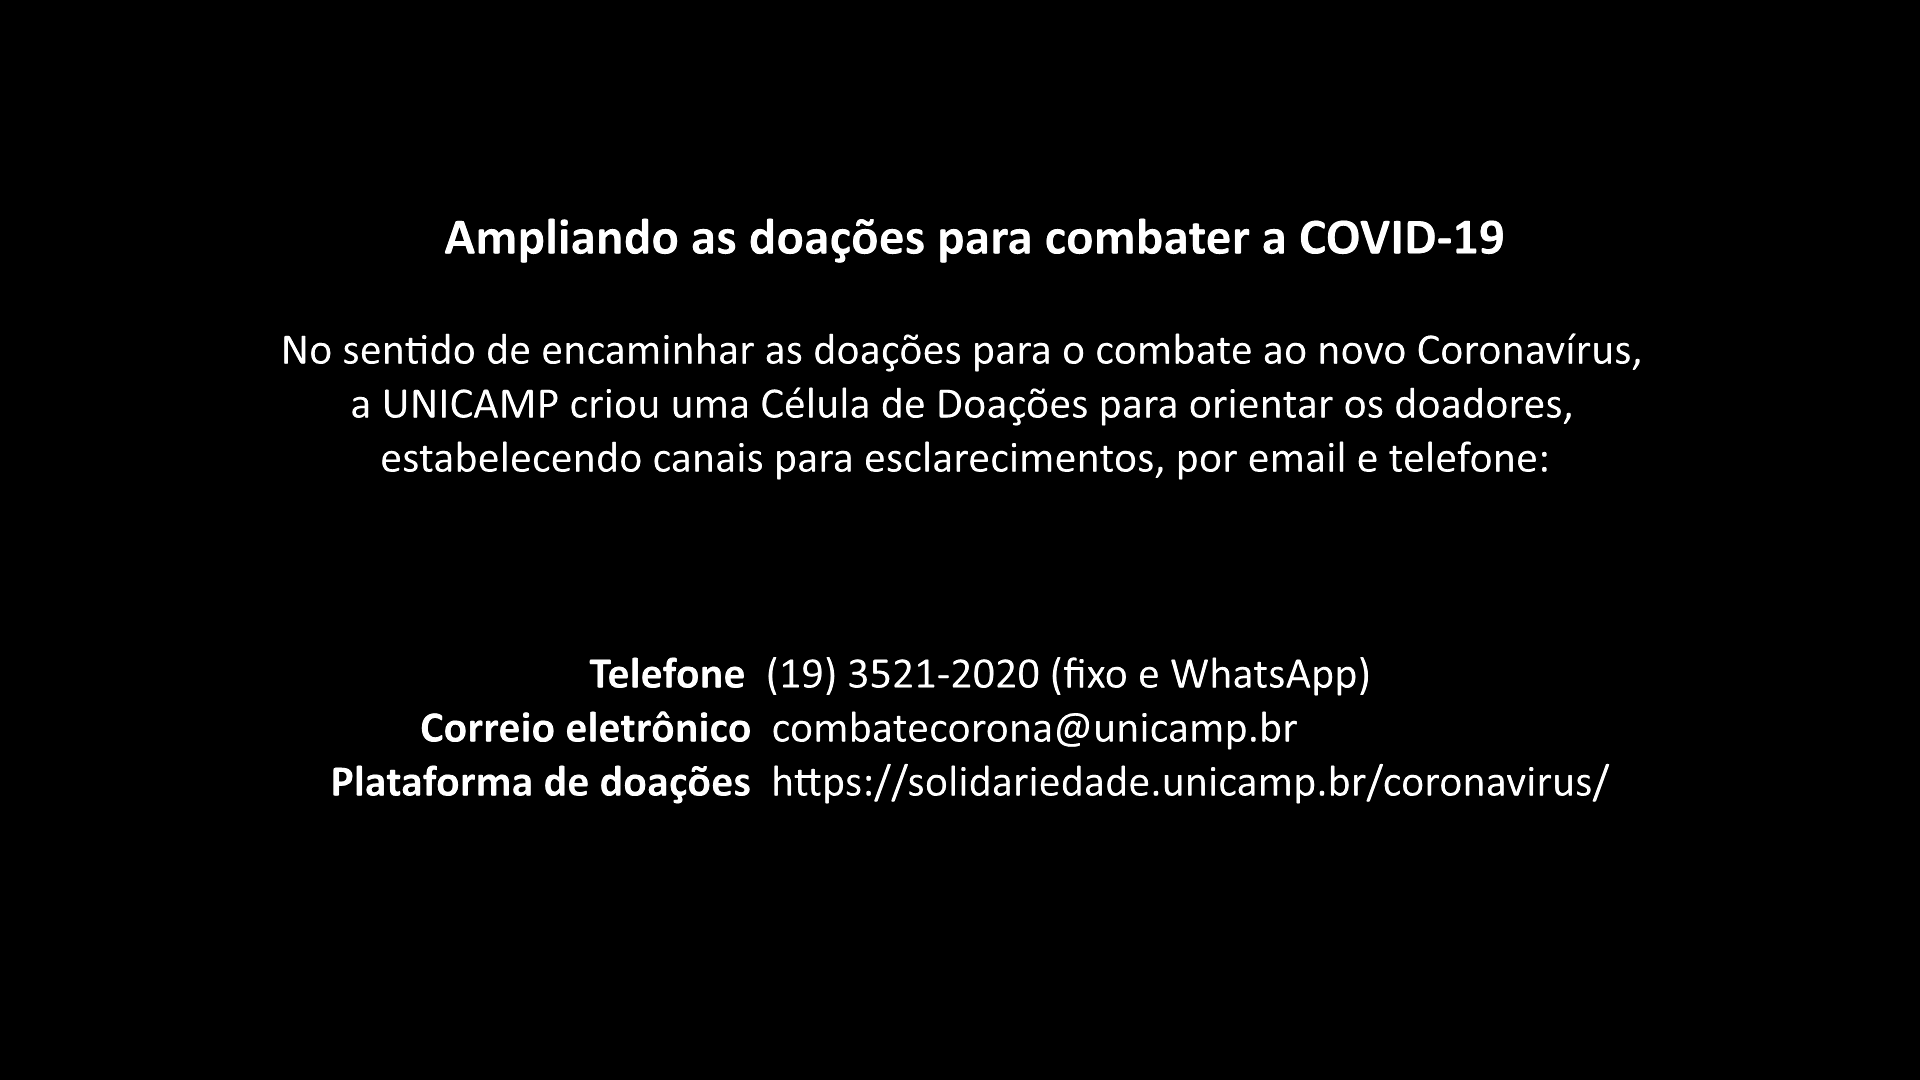 Ampliando as doações para combater a COVID-19
No sentido de encaminhar as doações para o combate ao novo Coronavírus,
a UNICAMP criou uma Célula de Doações para orientar os doadores,
estabelecendo canais para esclarecimentos, por email e telefone:
Telefone (19) 3521-2020 (fixo e WhatsApp)
Correio eletrônico combatecorona@unicamp.br
Plataforma de doações https://solidariedade.unicamp.br/coronavirus/